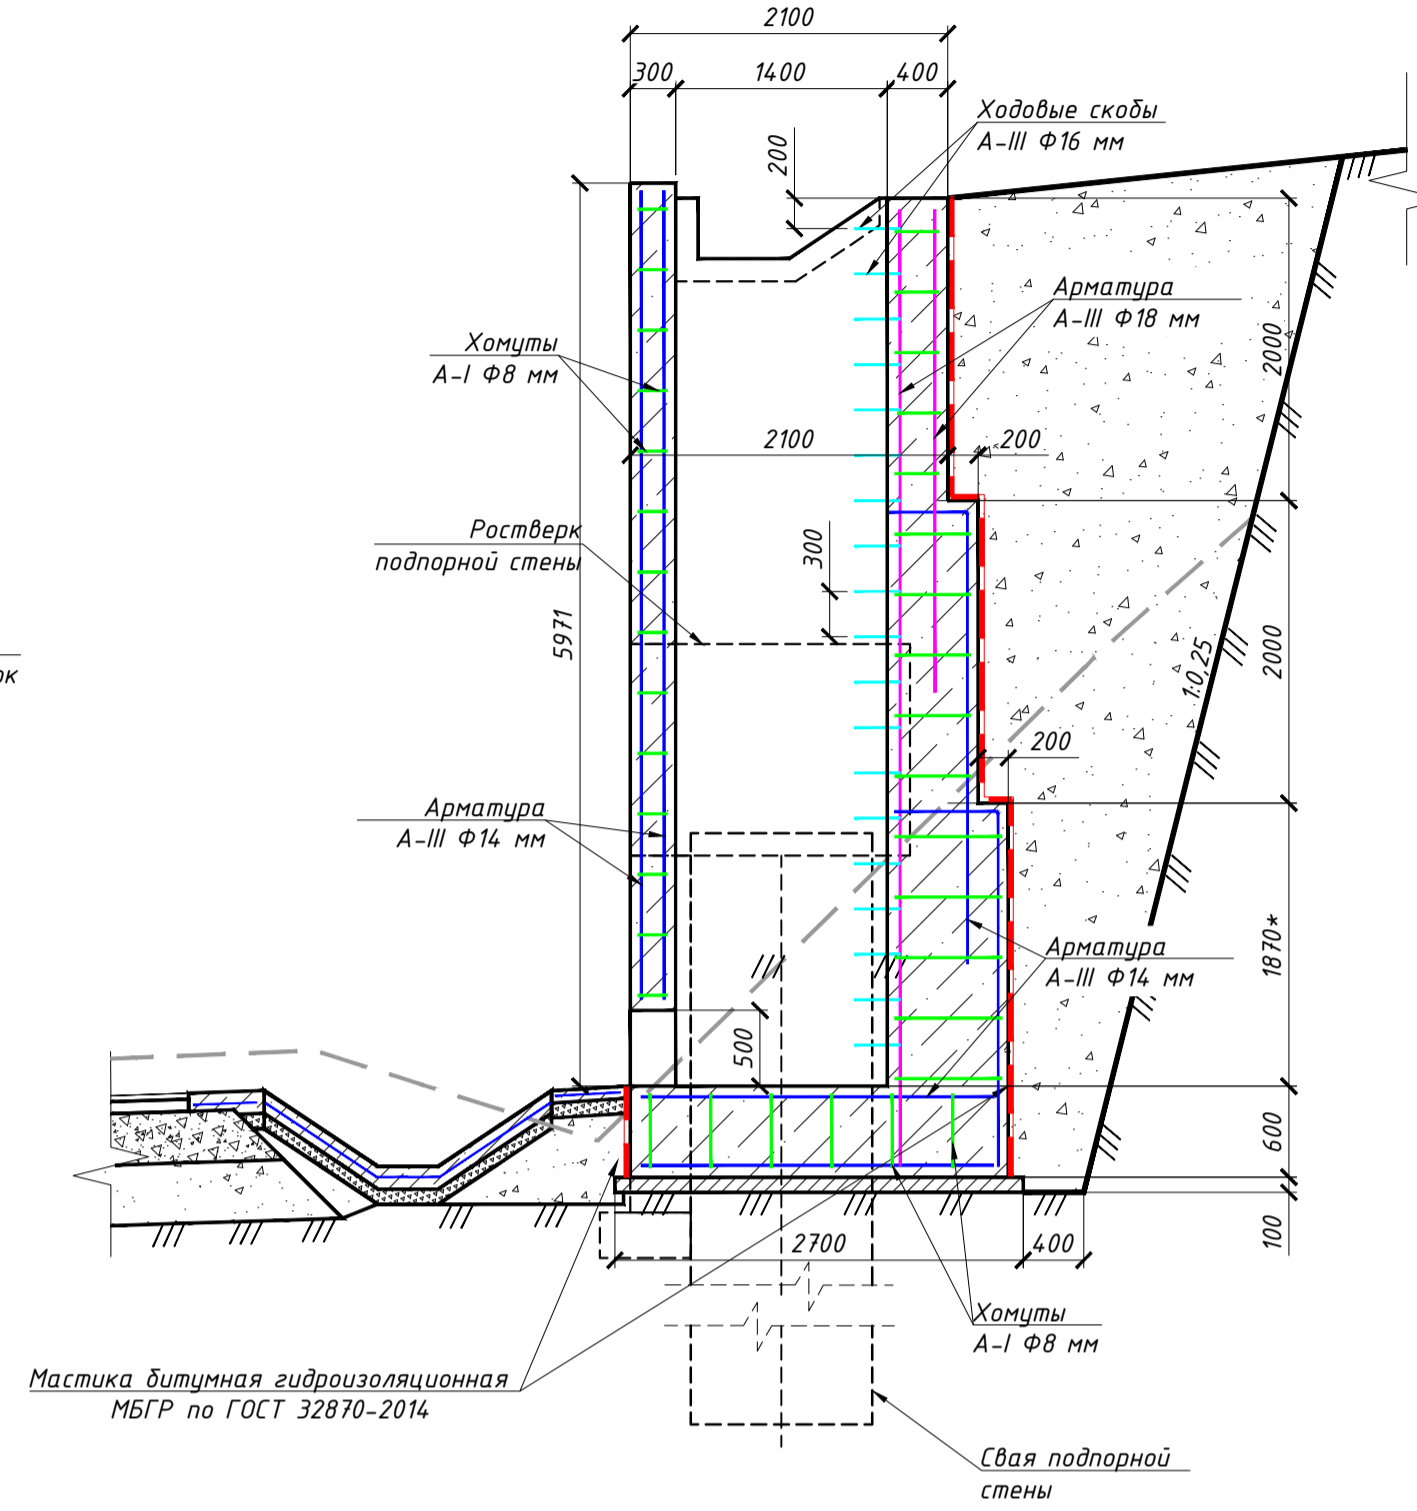 2100
300
1400
400
Ходовые скобы
А-III Ф16 мм
200
Арматура
А-III Ф18 мм
2000
Хомуты
А-I Ф8 мм
2100
200
Ростверк
подпорной стены
300
5971
2000
1:0,25
ок
200
Арматура
А-III Ф14 мм
1870*
Арматура
А-III Ф14 мм
500
600
100
2700
400
Хомуты
А-I Ф8 мм
Мастика битумная гидроизоляционная
МБГР по ГОСТ 32870-2014
Свая подпорной
стены